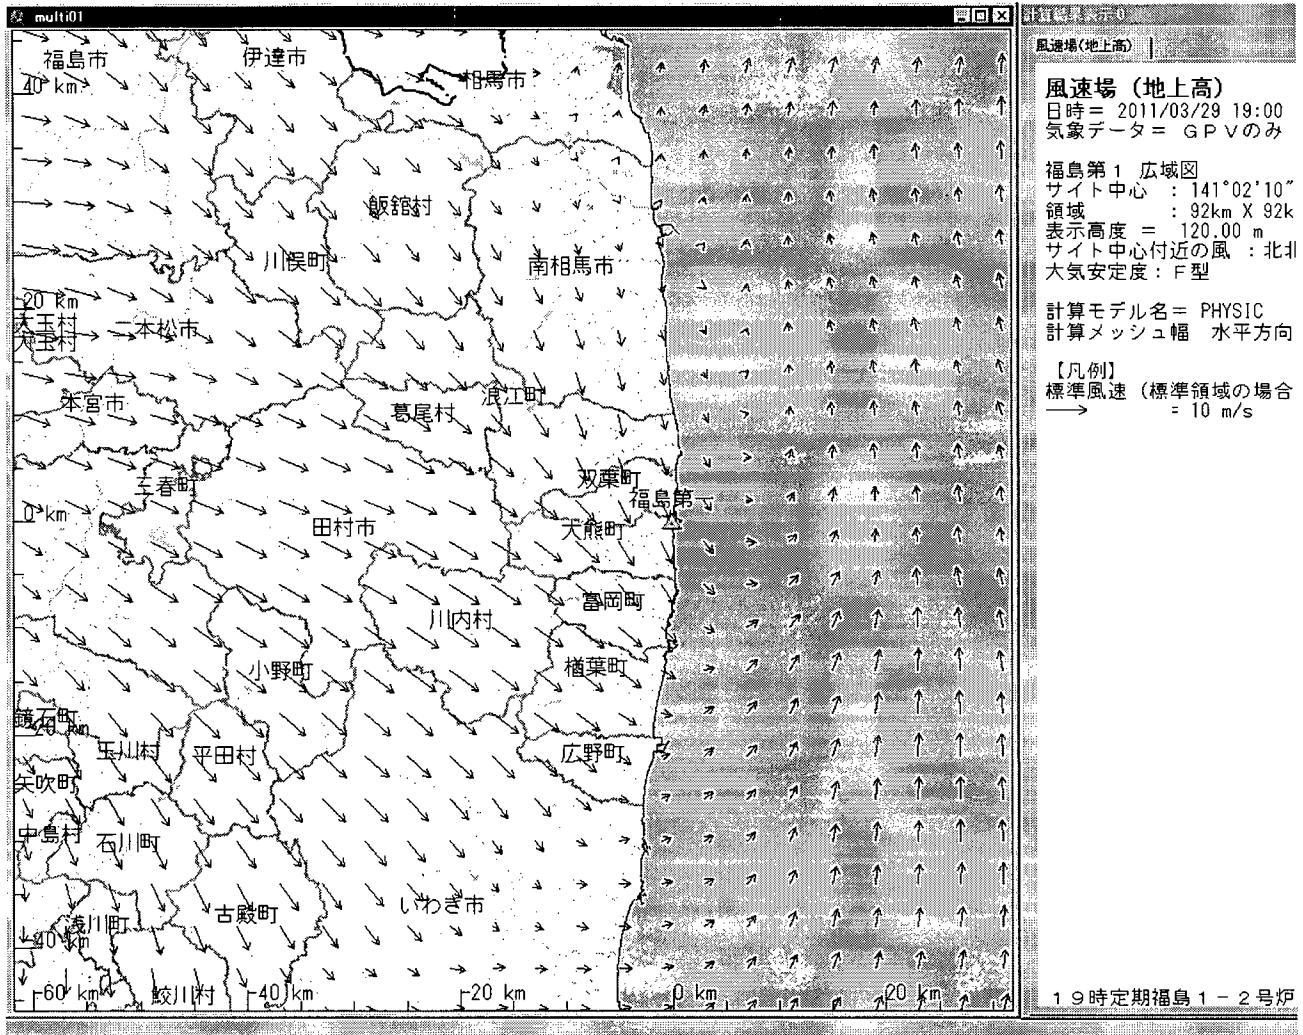 multi01
福島市
伊達市
相馬市
40 km
飯舘村
川俣町
南相馬市
20 km
大玉村
二本松市
大玉村
本宮市
浪江町
葛尾村
三春町
双葉町
福島第一
0 km
田村市
大熊町
富岡町
川内村
小野町
楢葉町
鏡石町
-20 km
玉川村
平田村
広野町
矢吹町
中島村
石川町
いわき市
古殿町
浅川町
-40 km
-60 km
鮫川村
-40 km
-20 km
0 km
20 km
計算結果表示0
風速場(地上高)
風速場（地上高）
日時＝ 2011/03/29 19:00
気象データ＝ ＧＰＶのみ
福島第１ 広域図
サイト中心 ：141°02'10"
領域 ：92km X 92k
表示高度 ＝ 120.00 m
サイト中心付近の風 ：北北
大気安定度：Ｆ型
計算モデル名＝ PHYSIC
計算メッシュ幅 水平方向
【凡例】
標準風速（標準領域の場合
→ = 10 m/s
１９時定期福島１－２号炉